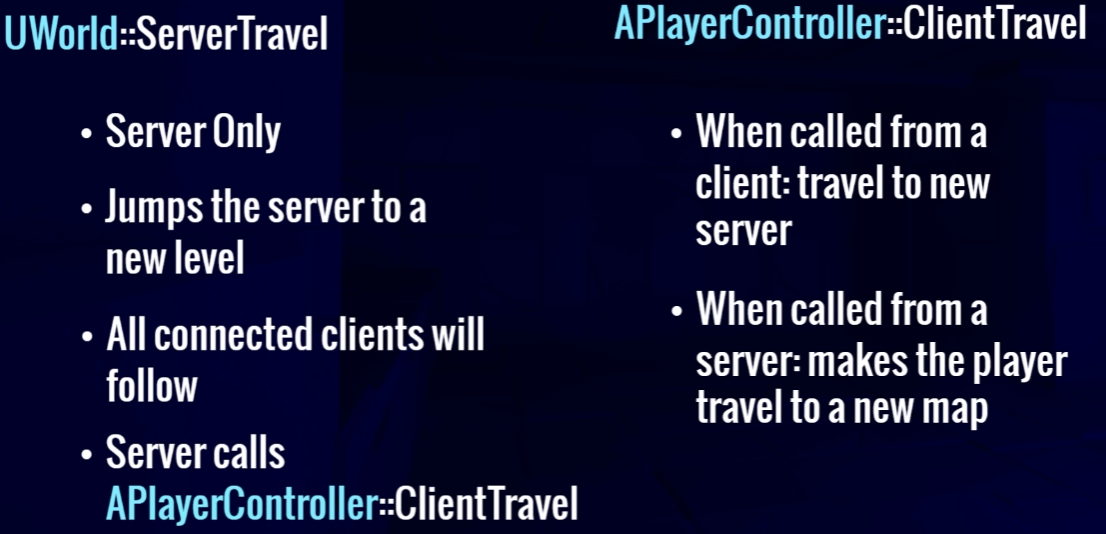 UWorld::ServerTravel
• Server Only
• Jumps the server to a
new level
• All connected clients will
follow
• Server calls
APlayerController::ClientTravel
APlayerController::ClientTravel
• When called from a
client: travel to new
server
• When called from a
server: makes the player
travel to a new map